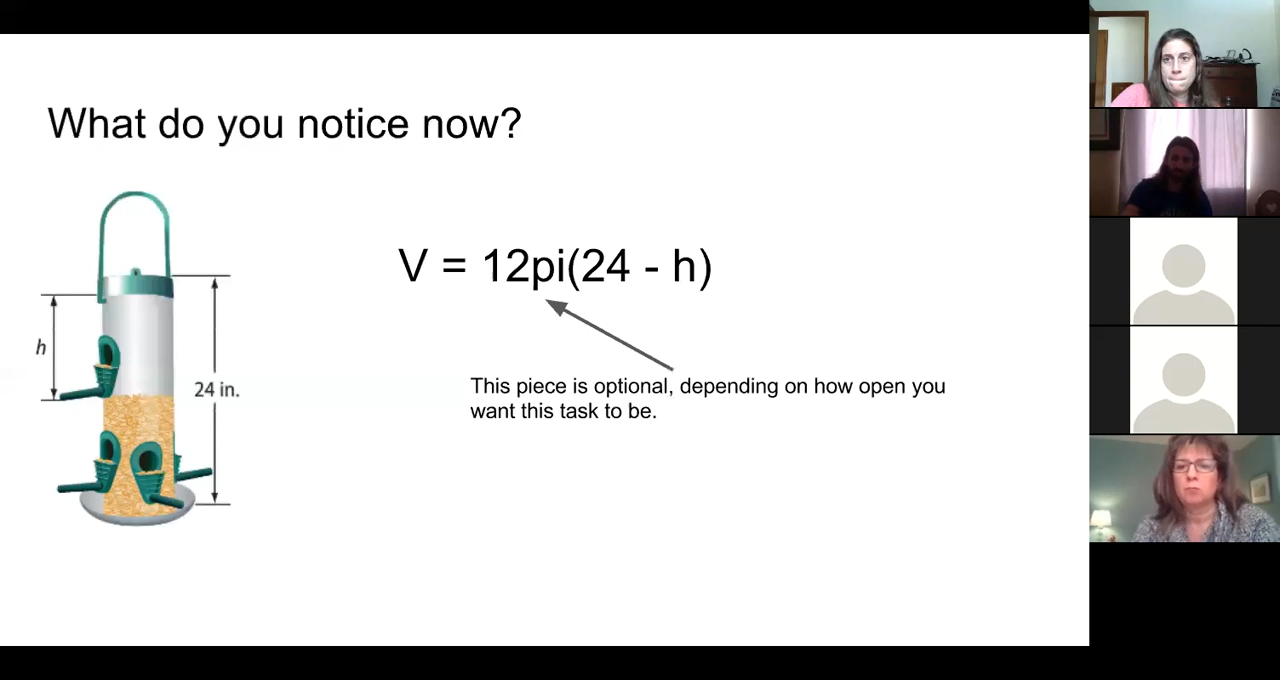 What do you notice now?
V = 12pi(24 - h)
h
24 in.
This piece is optional, depending on how open you
want this task to be.